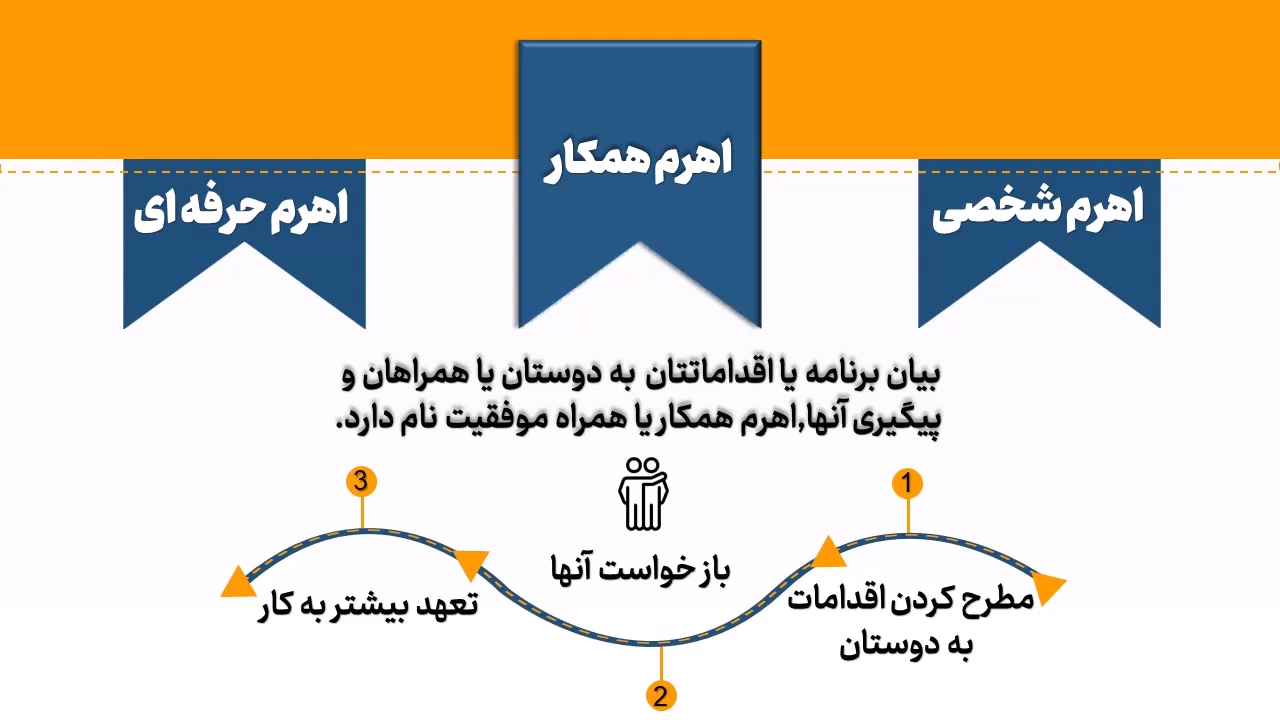 اهرم شخصی
اهرم همکار
اهرم حرفه ای
بیان برنامه یا اقداماتتان به دوستان یا همراهان و
پیگیری آنها,اهرم همکار یا همراه موفقیت نام دارد.
1
مطرح کردن اقدامات
به دوستان
باز خواست آنها
2
3
تعهد بیشتر به کار